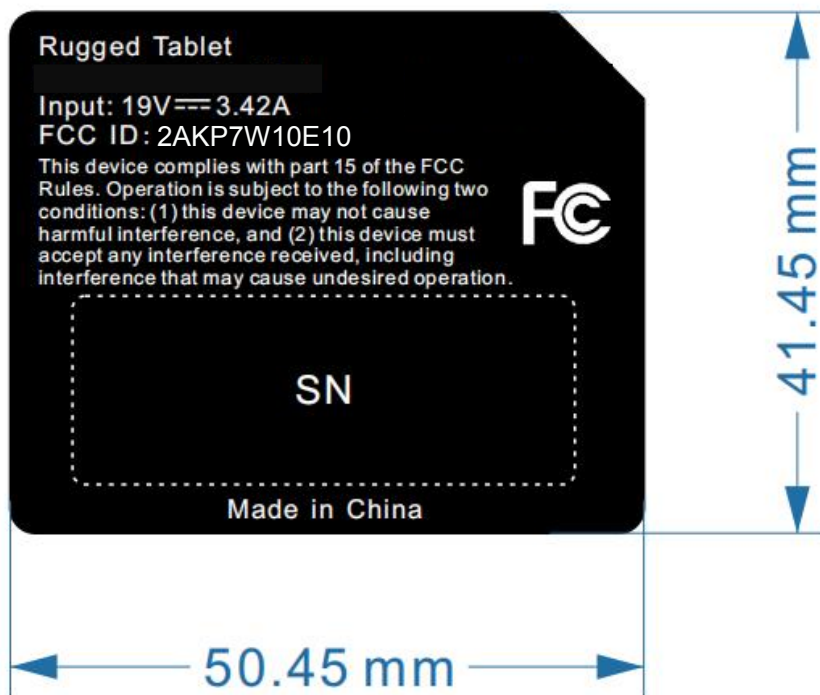 Rugged Tablet
Input: 19V⎓3.42A
FCC ID: 2AKP7W10E10
This device complies with part 15 of the FCC
Rules. Operation is subject to the following two
conditions: (1) this device may not cause
harmful interference, and (2) this device must
accept any interference received, including
interference that may cause undesired operation.
FC
SN
Made in China
41.45 mm
50.45 mm